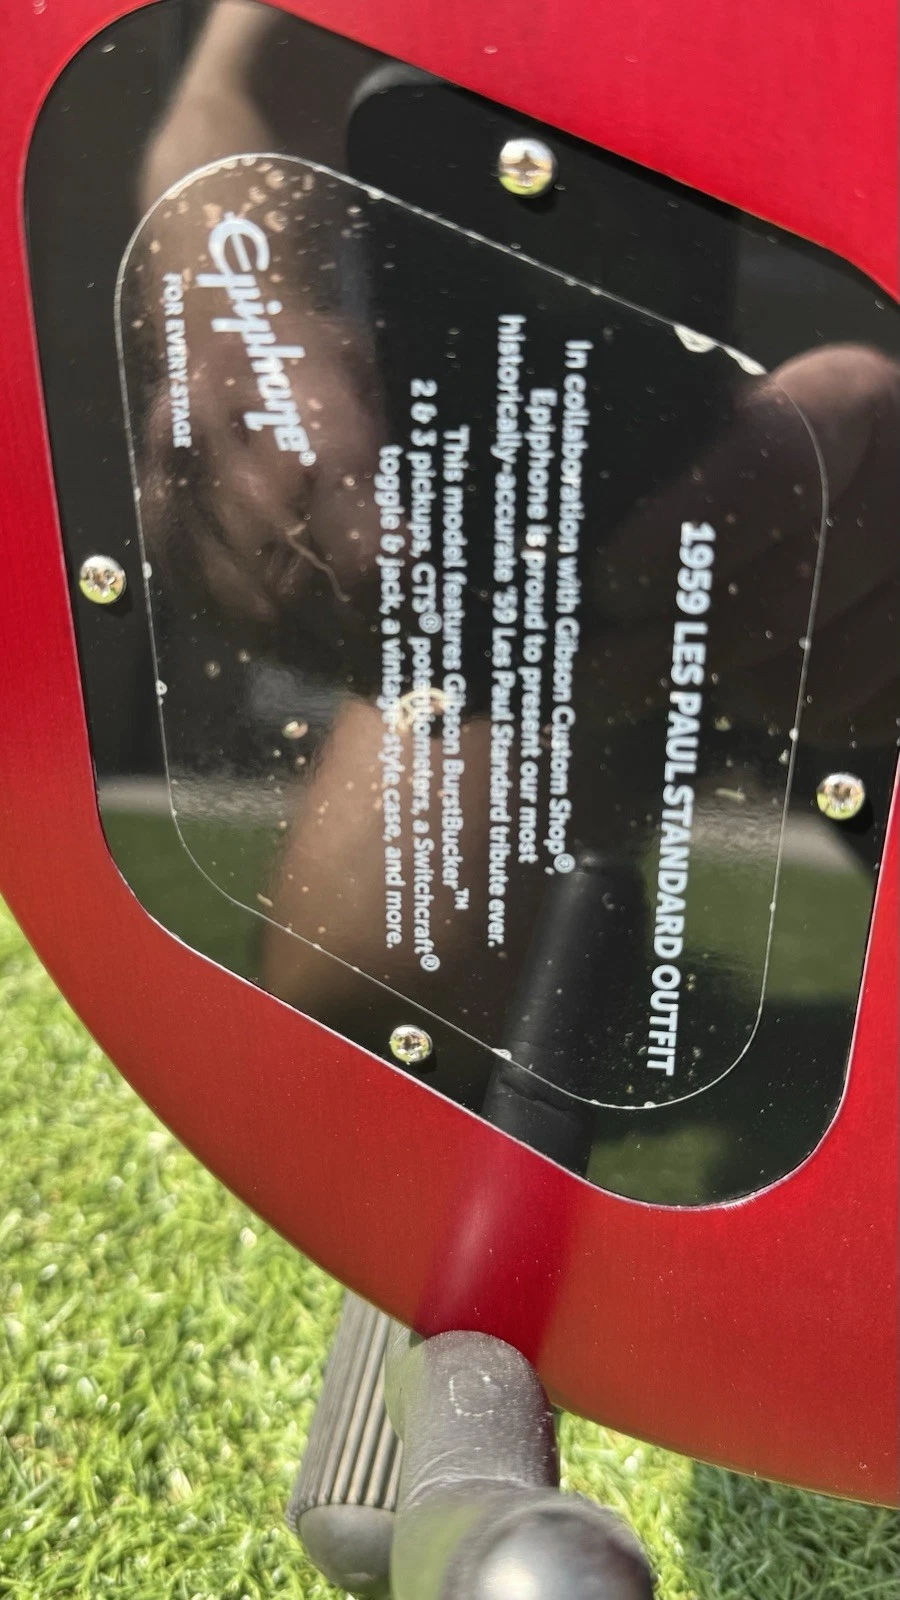 1959 LES PAUL STANDARD OUTFIT
In collaboration with Gibson Custom Shop®,
Epiphone is proud to present our most
historically-accurate '59 Les Paul Standard tribute ever.
This model features Gibson BurstBucker™
2 & 3 pickups, CTS® potentiometers, a Switchcraft®
toggle & jack, a vintage-style case, and more.
Epiphone®
FOR EVERY STAGE